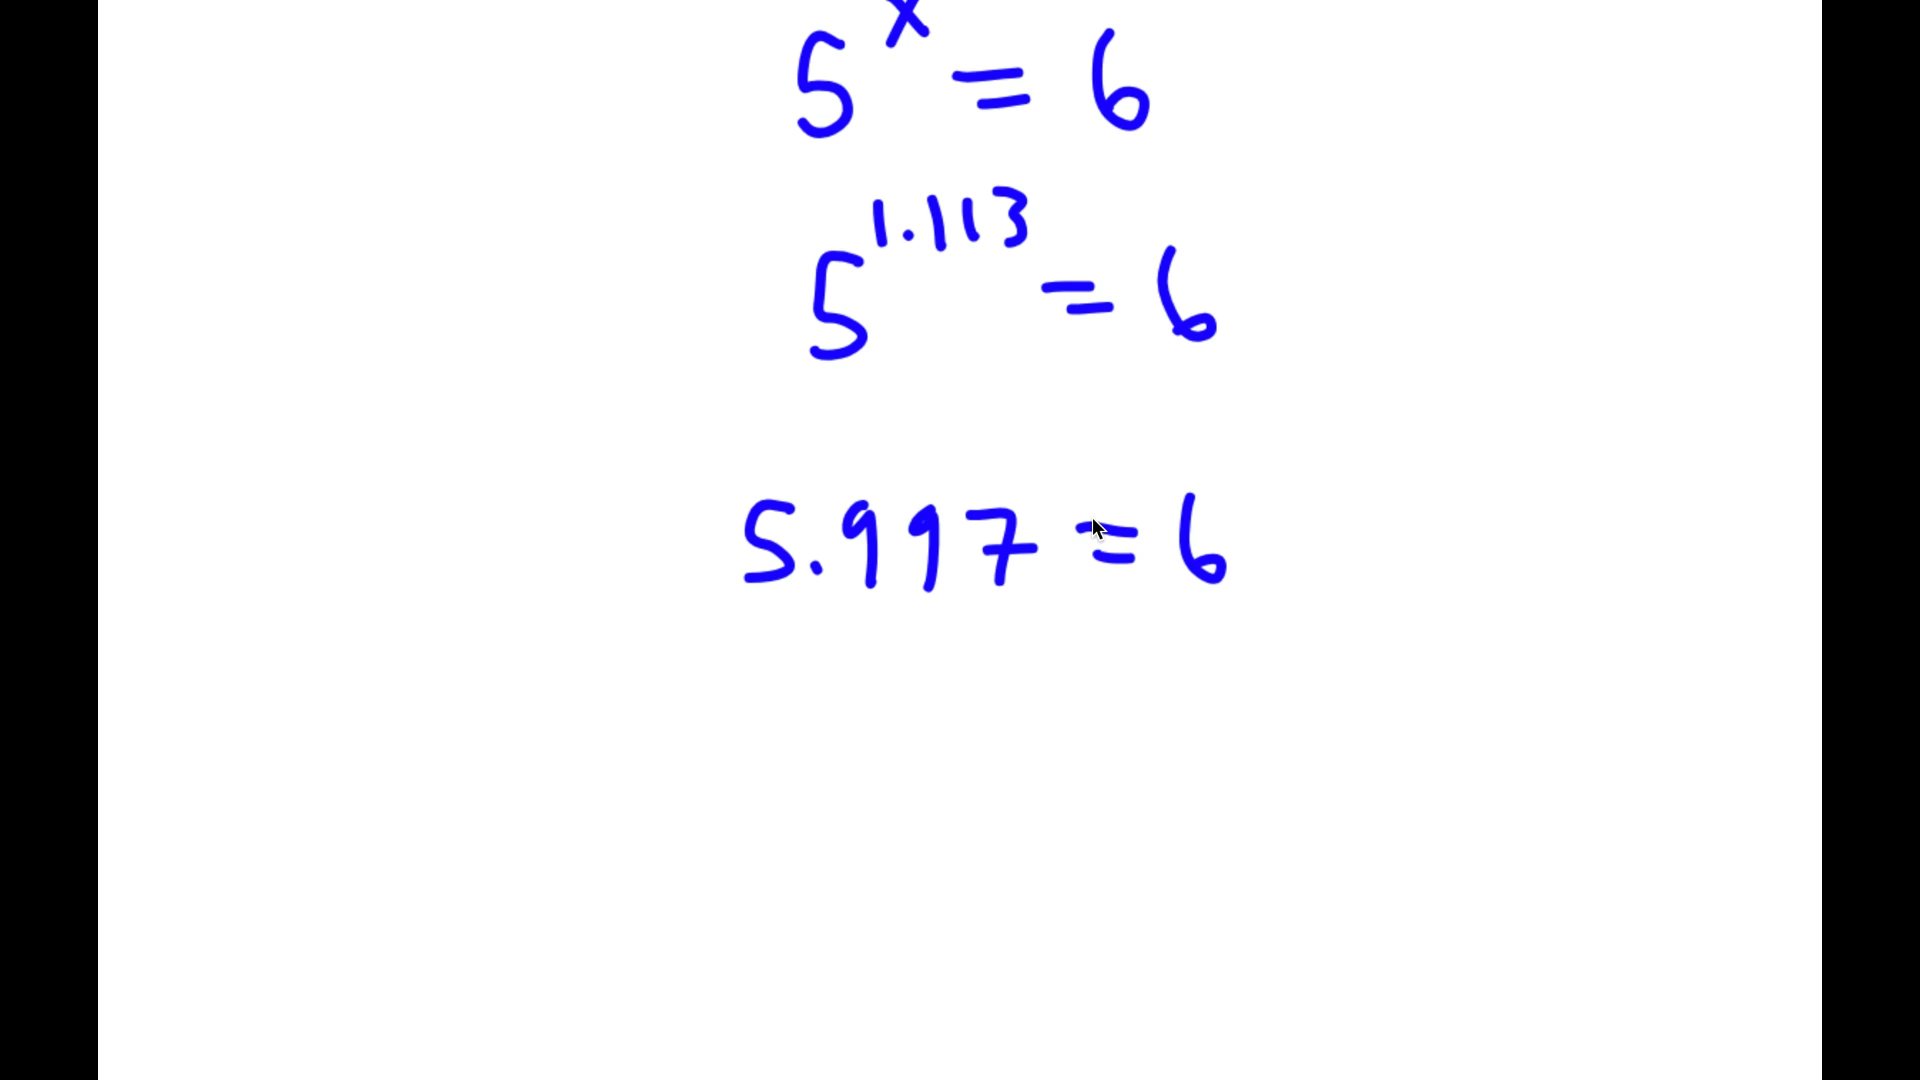 5^x = 6
5^1.113 = 6
5.997 = 6